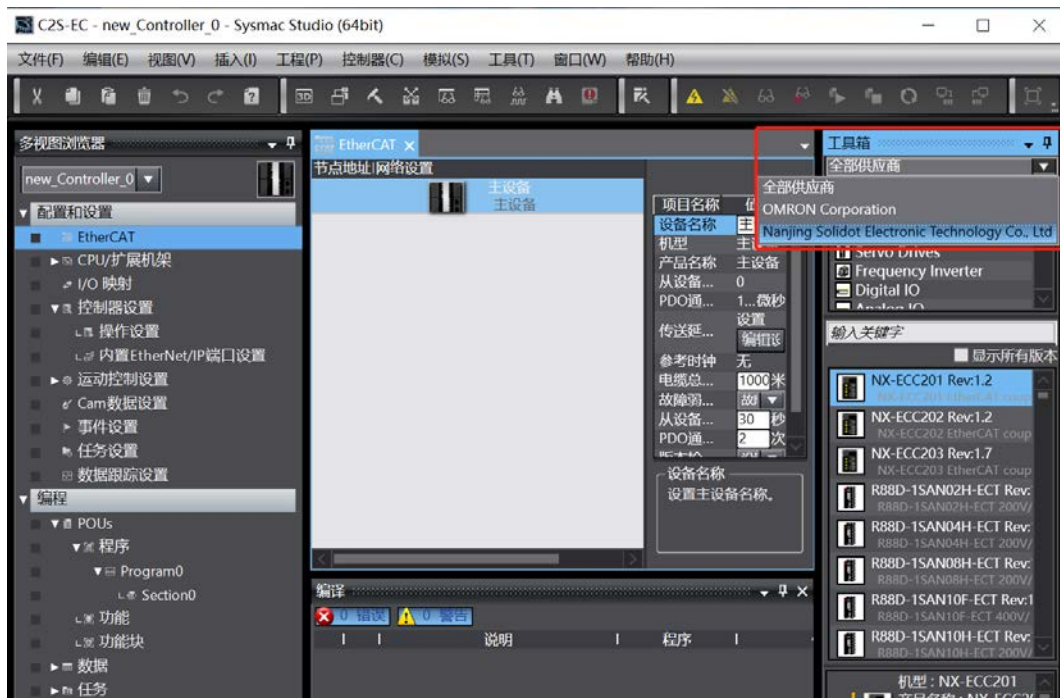 C2S-EC - new_Controller_0 - Sysmac Studio (64bit)
文件(F) 编辑(E) 视图(V) 插入(I) 工程(P) 控制器(C) 模拟(S) 工具(T) 窗口(W) 帮助(H)
多视图浏览器
new_Controller_0
配置和设置
EtherCAT
CPU/扩展机架
I/O 映射
控制器设置
操作设置
内置EtherNet/IP端口设置
运动控制设置
Cam数据设置
事件设置
任务设置
数据跟踪设置
编程
POUs
程序
Program0
Section0
功能
功能块
数据
任务
EtherCAT
节点地址|网络设置
主设备
主设备
项目名称
设备名称 主
机型 主
产品名称 主设备
从设备... 0
PDO通... 1...微秒
传送延... 设置
参考时钟 无
电缆总... 1000 米
从设备... 30 秒
PDO通... 2 次
设备名称
设置主设备名称。
编译
0 错误 0 警告
说明 程序
工具箱
全部供应商
全部供应商
OMRON Corporation
Nanjing Solidot Electronic Technology Co., Ltd
Servo Drives
Frequency Inverter
Digital IO
Analog IO
输入关键字
显示所有版本
NX-ECC201 Rev:1.2
NX-ECC201 EtherCAT coup
NX-ECC202 Rev:1.2
NX-ECC202 EtherCAT coup
NX-ECC203 Rev:1.7
NX-ECC203 EtherCAT coup
R88D-1SAN02H-ECT Rev:
R88D-1SAN02H-ECT 200V/
R88D-1SAN04H-ECT Rev:
R88D-1SAN04H-ECT 200V/
R88D-1SAN08H-ECT Rev:
R88D-1SAN08H-ECT 200V/
R88D-1SAN10F-ECT Rev:1
R88D-1SAN10F-ECT 400V/
R88D-1SAN10H-ECT Rev:
R88D-1SAN10H-ECT 200V/
机型 : NX-ECC201